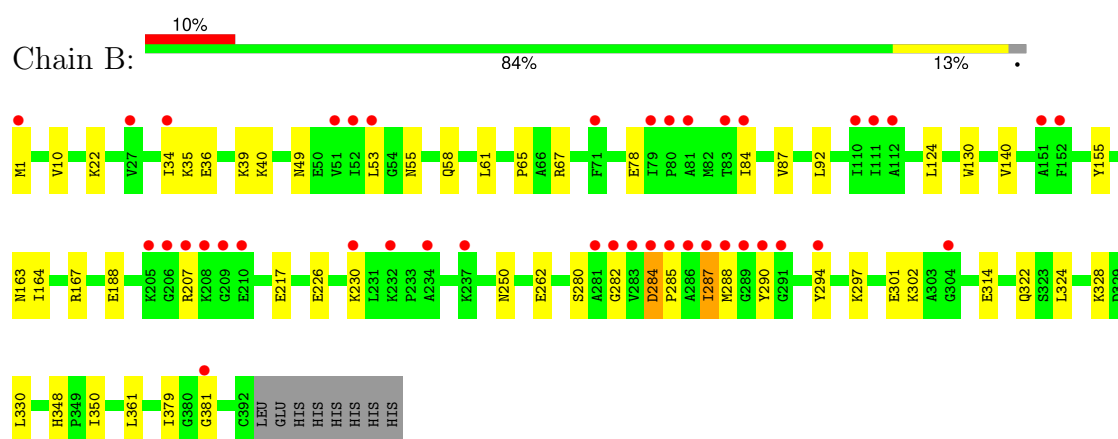 10%
Chain B:
84% 13%
M1 V10 K22 V27 I34 K35 E36 K39 K40 N49 E50 V51 I52 L53 G54 N55 Q58 L61 P65 A66 R67 F71 E78 I79 P80 A81 M82 T83 I84 V87 L92 I110 I111 A112 L124 W130 V140 A151 F152 Y155
N163 I164 R167 E188 K205 G206 R207 K208 G209 E210 E217 E226 K230 L231 K232 P233 A234 K237 N250 E262 S280 A281 G282 V283 D284 P285 A286 I287 M288 G289 Y290 G291 Y294 K297 E301 K302 A303 G304 E314 Q322 S323 L324 K328 D329
L330 H348 P349 I350 L361 I379 G380 G381 C392 LEU GLU HIS HIS HIS HIS HIS HIS